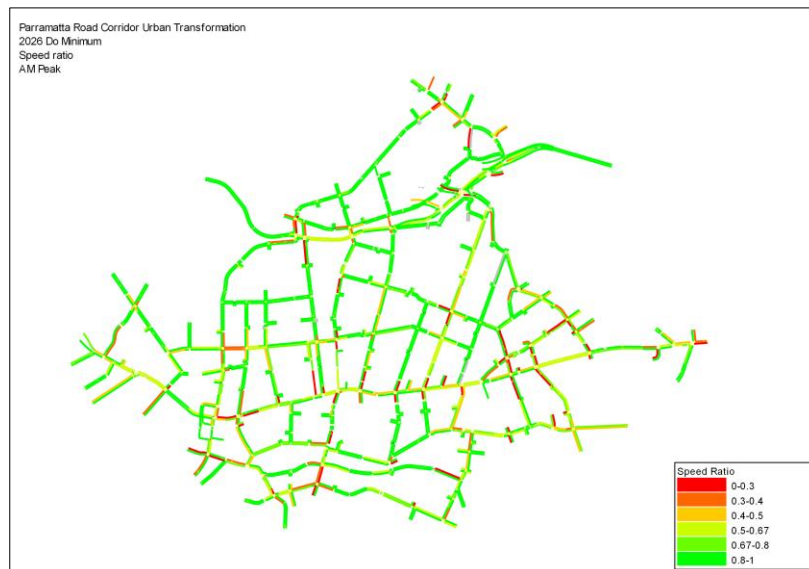 Parramatta Road Corridor Urban Transformation
2026 Do Minimum
Speed ratio
AM Peak
Speed Ratio
0-0.3
0.3-0.4
0.4-0.5
0.5-0.67
0.67-0.8
0.8-1